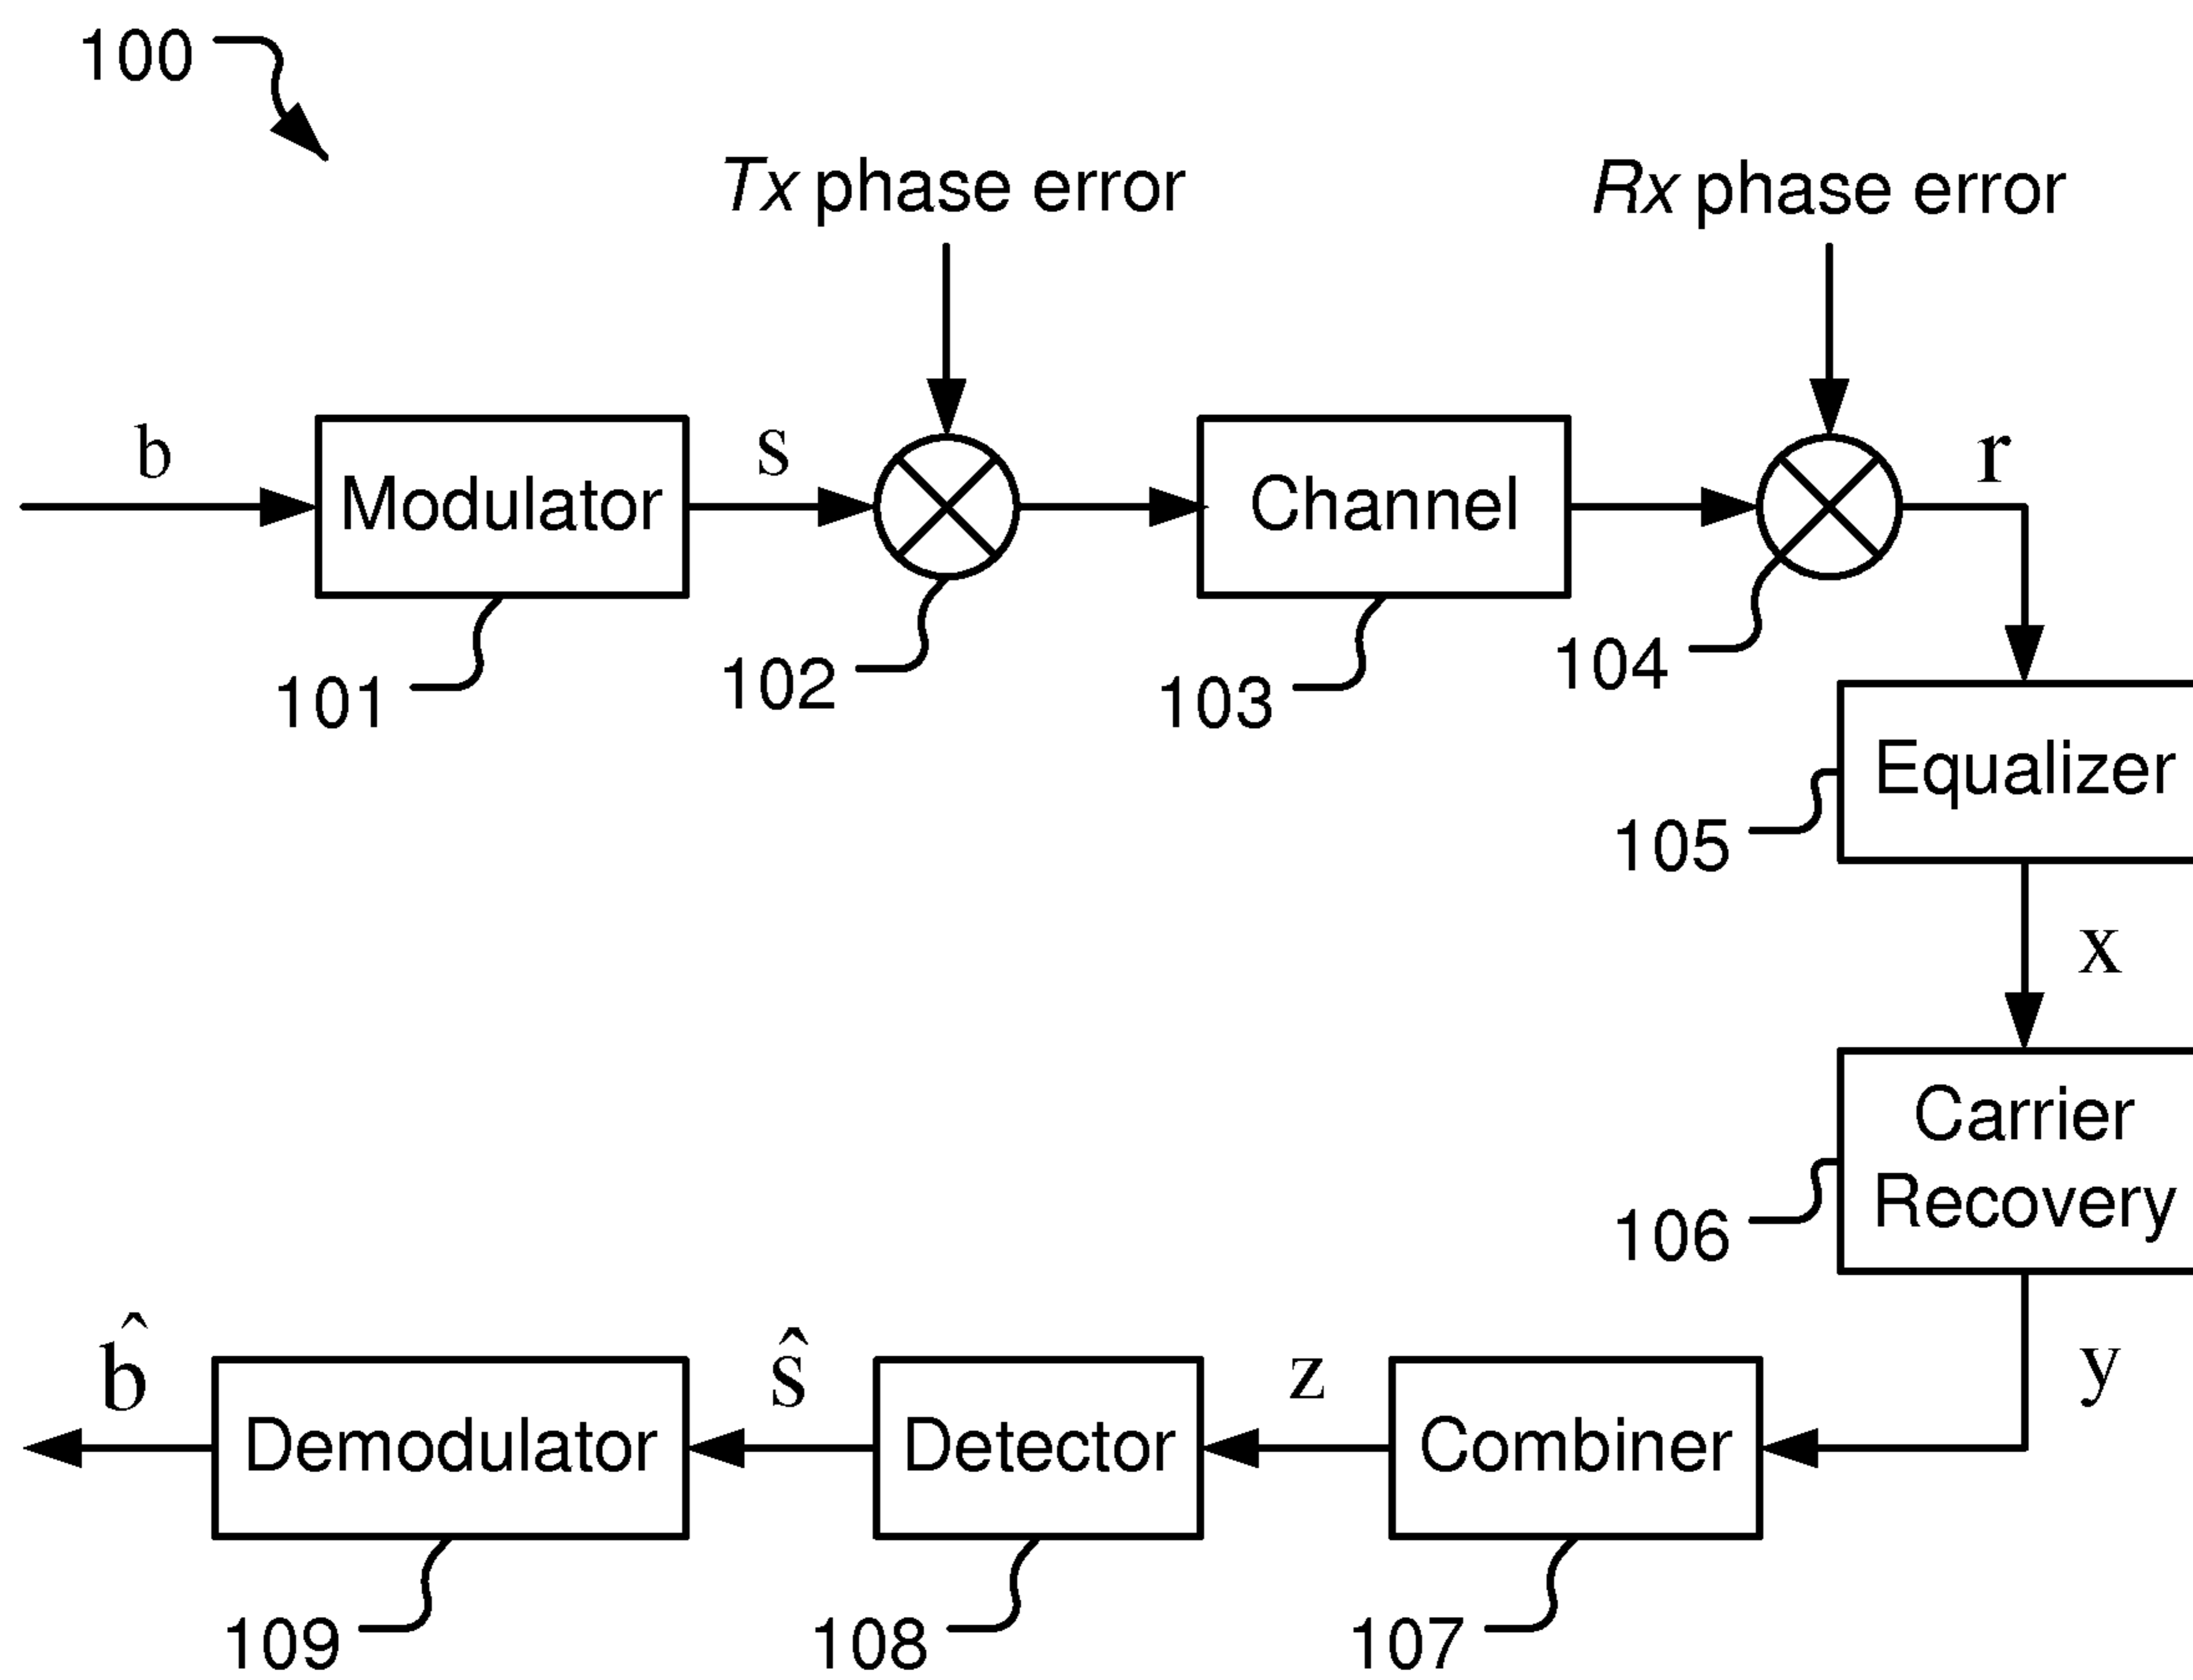 100
Tx phase error
Rx phase error
b
s
r
Modulator
Channel
101
102
103
104
Equalizer
105
x
Carrier
Recovery
106
b̂
ŝ
z
y
Demodulator
Detector
Combiner
109
108
107